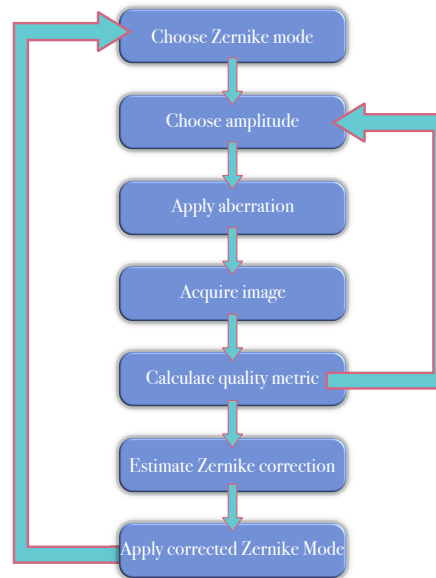 Choose Zernike mode
Choose amplitude
Apply aberration
Acquire image
Calculate quality metric
Estimate Zernike correction
Apply corrected Zernike Mode